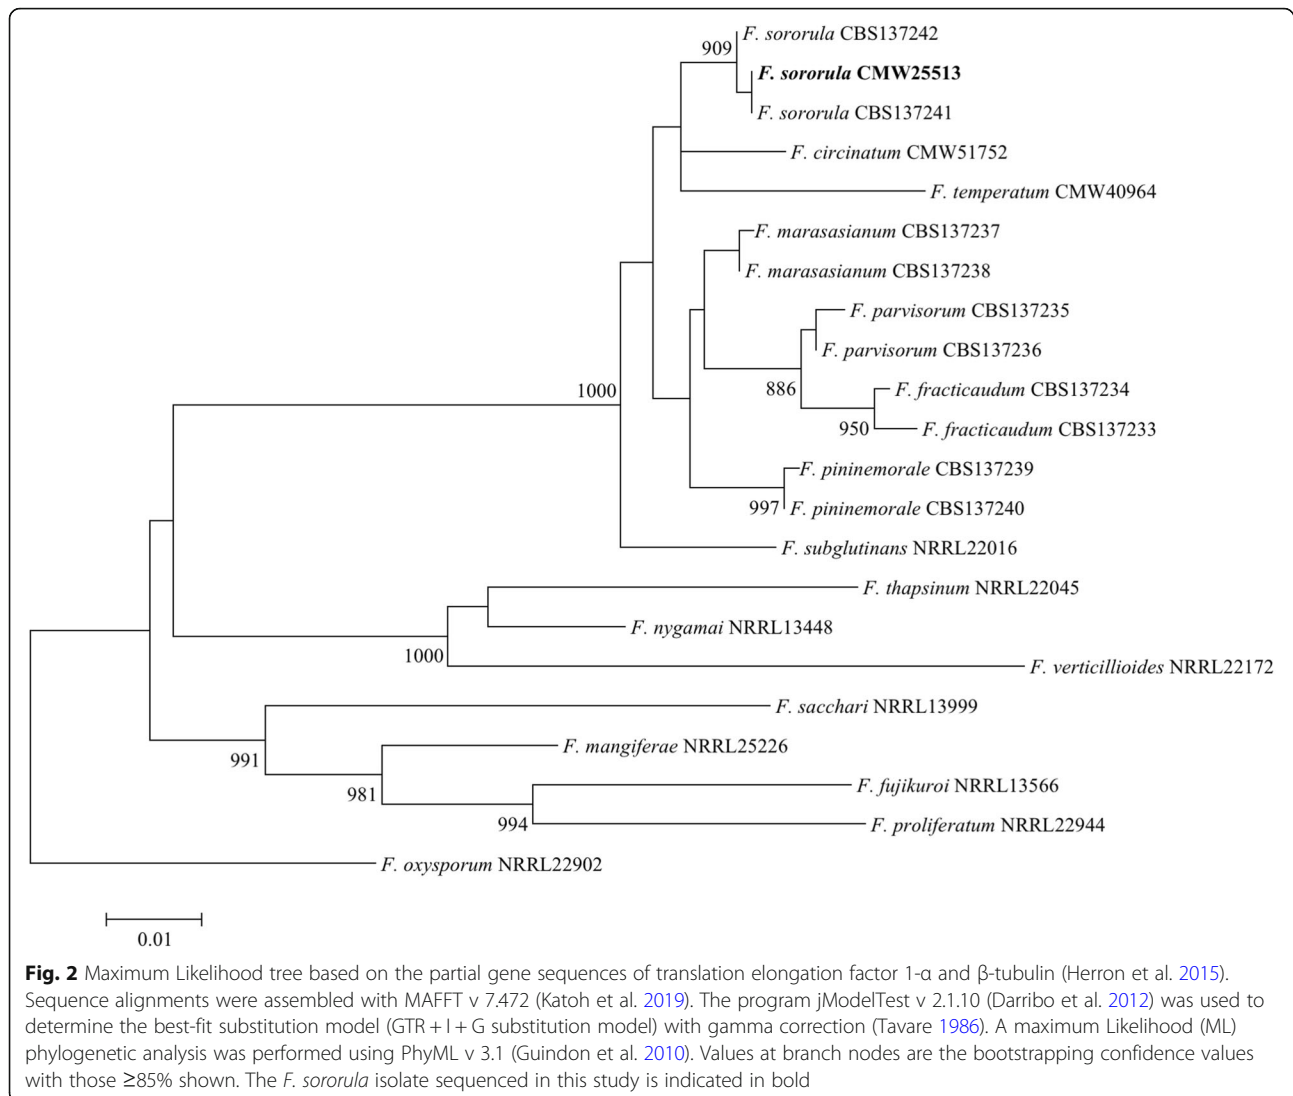 F. sororula CBS137242
909
F. sororula CMW25513
F. sororula CBS137241
F. circinatum CMW51752
F. temperatum CMW40964
F. marasasianum CBS137237
F. marasasianum CBS137238
F. parvisorum CBS137235
F. parvisorum CBS137236
886
F. fracticaudum CBS137234
1000
950
F. fracticaudum CBS137233
F. pininemorale CBS137239
997
F. pininemorale CBS137240
F. subglutinans NRRL22016
F. thapsinum NRRL22045
F. nygamai NRRL13448
1000
F. verticillioides NRRL22172
F. sacchari NRRL13999
991
F. mangiferae NRRL25226
981
F. fujikuroi NRRL13566
994
F. proliferatum NRRL22944
F. oxysporum NRRL22902
0.01
Fig. 2 Maximum Likelihood tree based on the partial gene sequences of translation elongation factor 1-α and β-tubulin (Herron et al. 2015).
Sequence alignments were assembled with MAFFT v 7.472 (Katoh et al. 2019). The program jModelTest v 2.1.10 (Darribo et al. 2012) was used to
determine the best-fit substitution model (GTR + I + G substitution model) with gamma correction (Tavare 1986). A maximum Likelihood (ML)
phylogenetic analysis was performed using PhyML v 3.1 (Guindon et al. 2010). Values at branch nodes are the bootstrapping confidence values
with those ≥85% shown. The F. sororula isolate sequenced in this study is indicated in bold